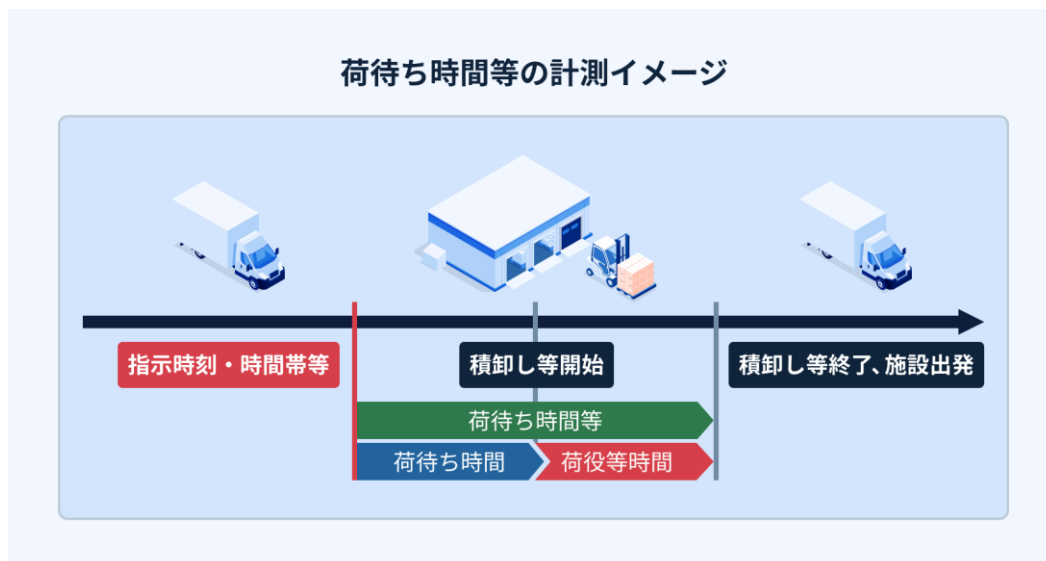 荷待ち時間等の計測イメージ
指示時刻・時間帯等
積卸し等開始
積卸し等終了、施設出発
荷待ち時間等
荷待ち時間
荷役等時間